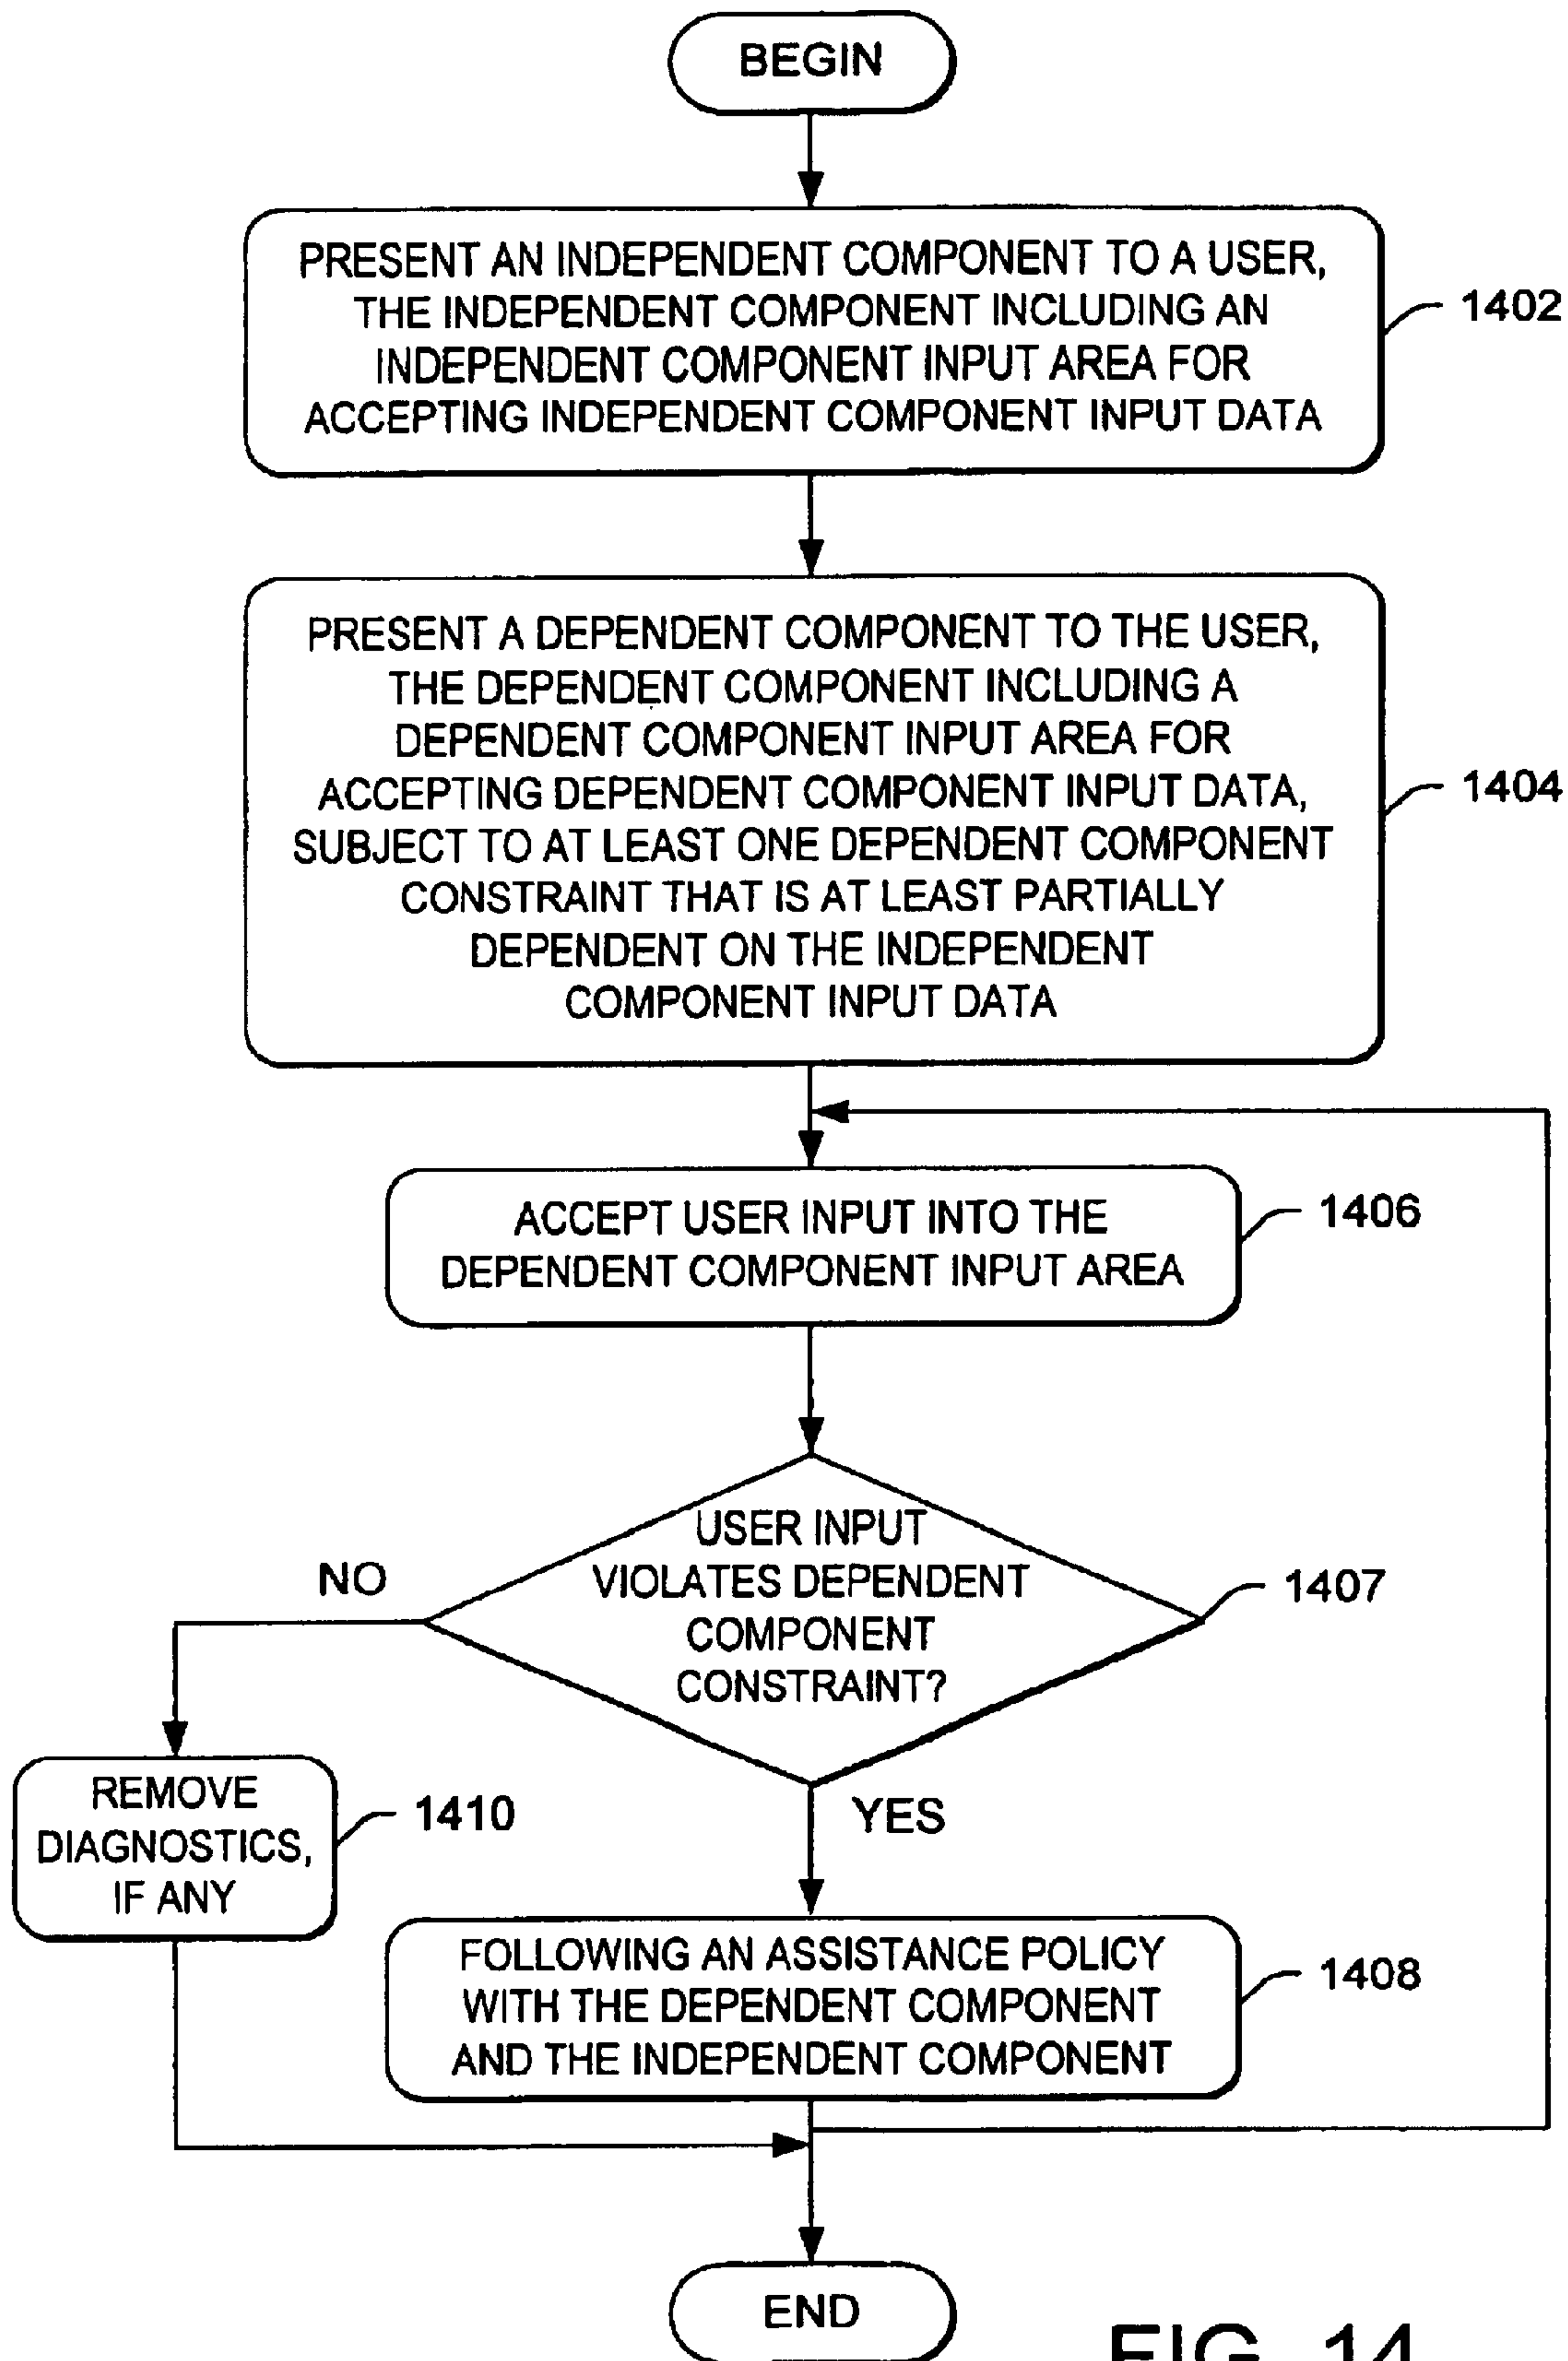 BEGIN
PRESENT AN INDEPENDENT COMPONENT TO A USER,
THE INDEPENDENT COMPONENT INCLUDING AN
INDEPENDENT COMPONENT INPUT AREA FOR
ACCEPTING INDEPENDENT COMPONENT INPUT DATA
1402
PRESENT A DEPENDENT COMPONENT TO THE USER,
THE DEPENDENT COMPONENT INCLUDING A
DEPENDENT COMPONENT INPUT AREA FOR
ACCEPTING DEPENDENT COMPONENT INPUT DATA,
SUBJECT TO AT LEAST ONE DEPENDENT COMPONENT
CONSTRAINT THAT IS AT LEAST PARTIALLY
DEPENDENT ON THE INDEPENDENT
COMPONENT INPUT DATA
1404
ACCEPT USER INPUT INTO THE
DEPENDENT COMPONENT INPUT AREA
1406
USER INPUT
VIOLATES DEPENDENT
COMPONENT
CONSTRAINT?
1407
NO
YES
REMOVE
DIAGNOSTICS,
IF ANY
1410
FOLLOWING AN ASSISTANCE POLICY
WITH THE DEPENDENT COMPONENT
AND THE INDEPENDENT COMPONENT
1408
END
FIG. 14